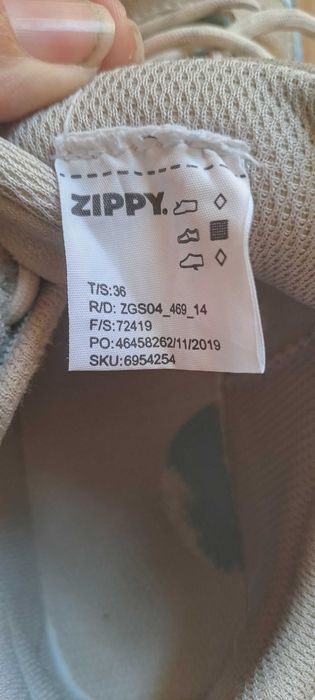 ZIPPY®
T/S:36
R/D: ZGS04_469_14
F/S:72419
PO:46458262/11/2019
SKU:6954254